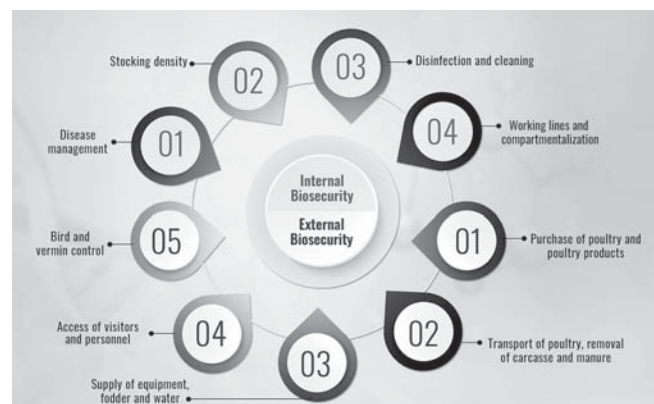 Stocking density
02
03
Disinfection and cleaning
Disease
management
01
04
Working lines and
compartmentalization
Internal
Biosecurity
External
Biosecurity
Bird and
vermin control
05
01
Purchase of poultry and
poultry products
Access of visitors
and personnel
04
02
Transport of poultry, removal
of carcasse and manure
03
Supply of equipment,
fodder and water